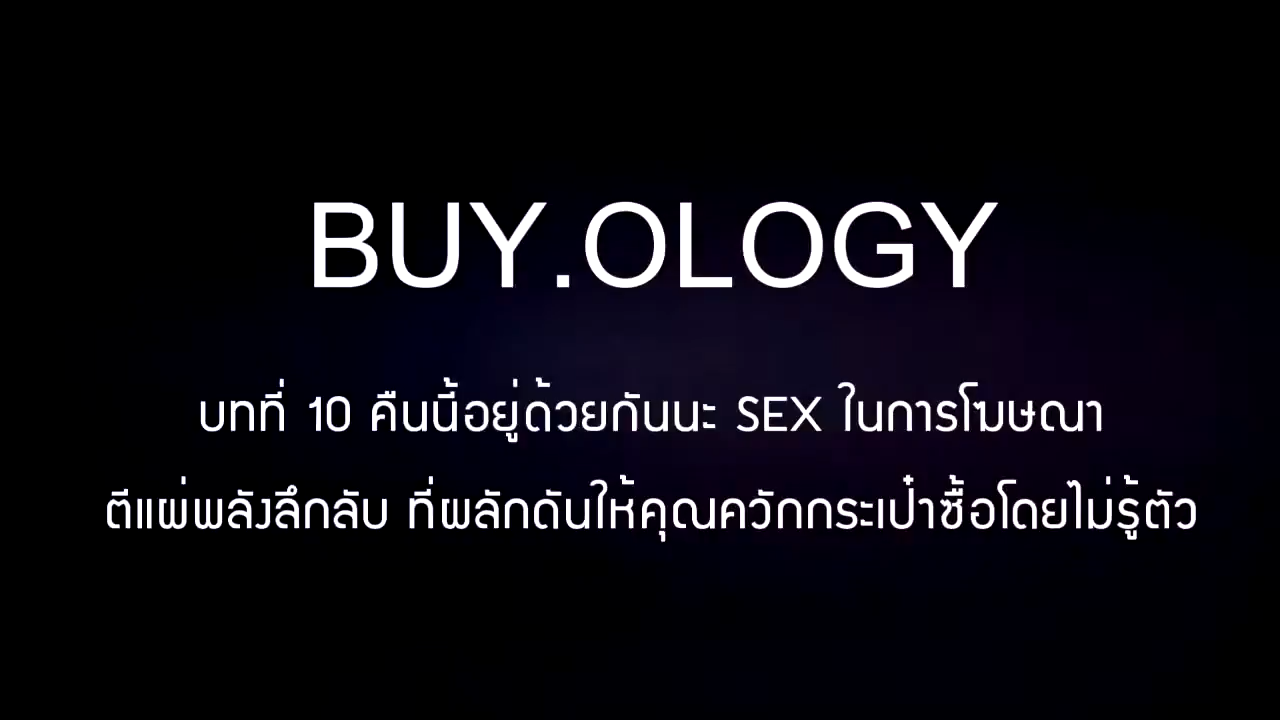 BUY.OLOGY
บทที่ 10 คืนนี้อยู่ด้วยกันนะ SEX ในการโฆษณา
ตีแผ่พลังลึกลับ ที่ผลักดันให้คุณควักกระเป๋าซื้อโดยไม่รู้ตัว